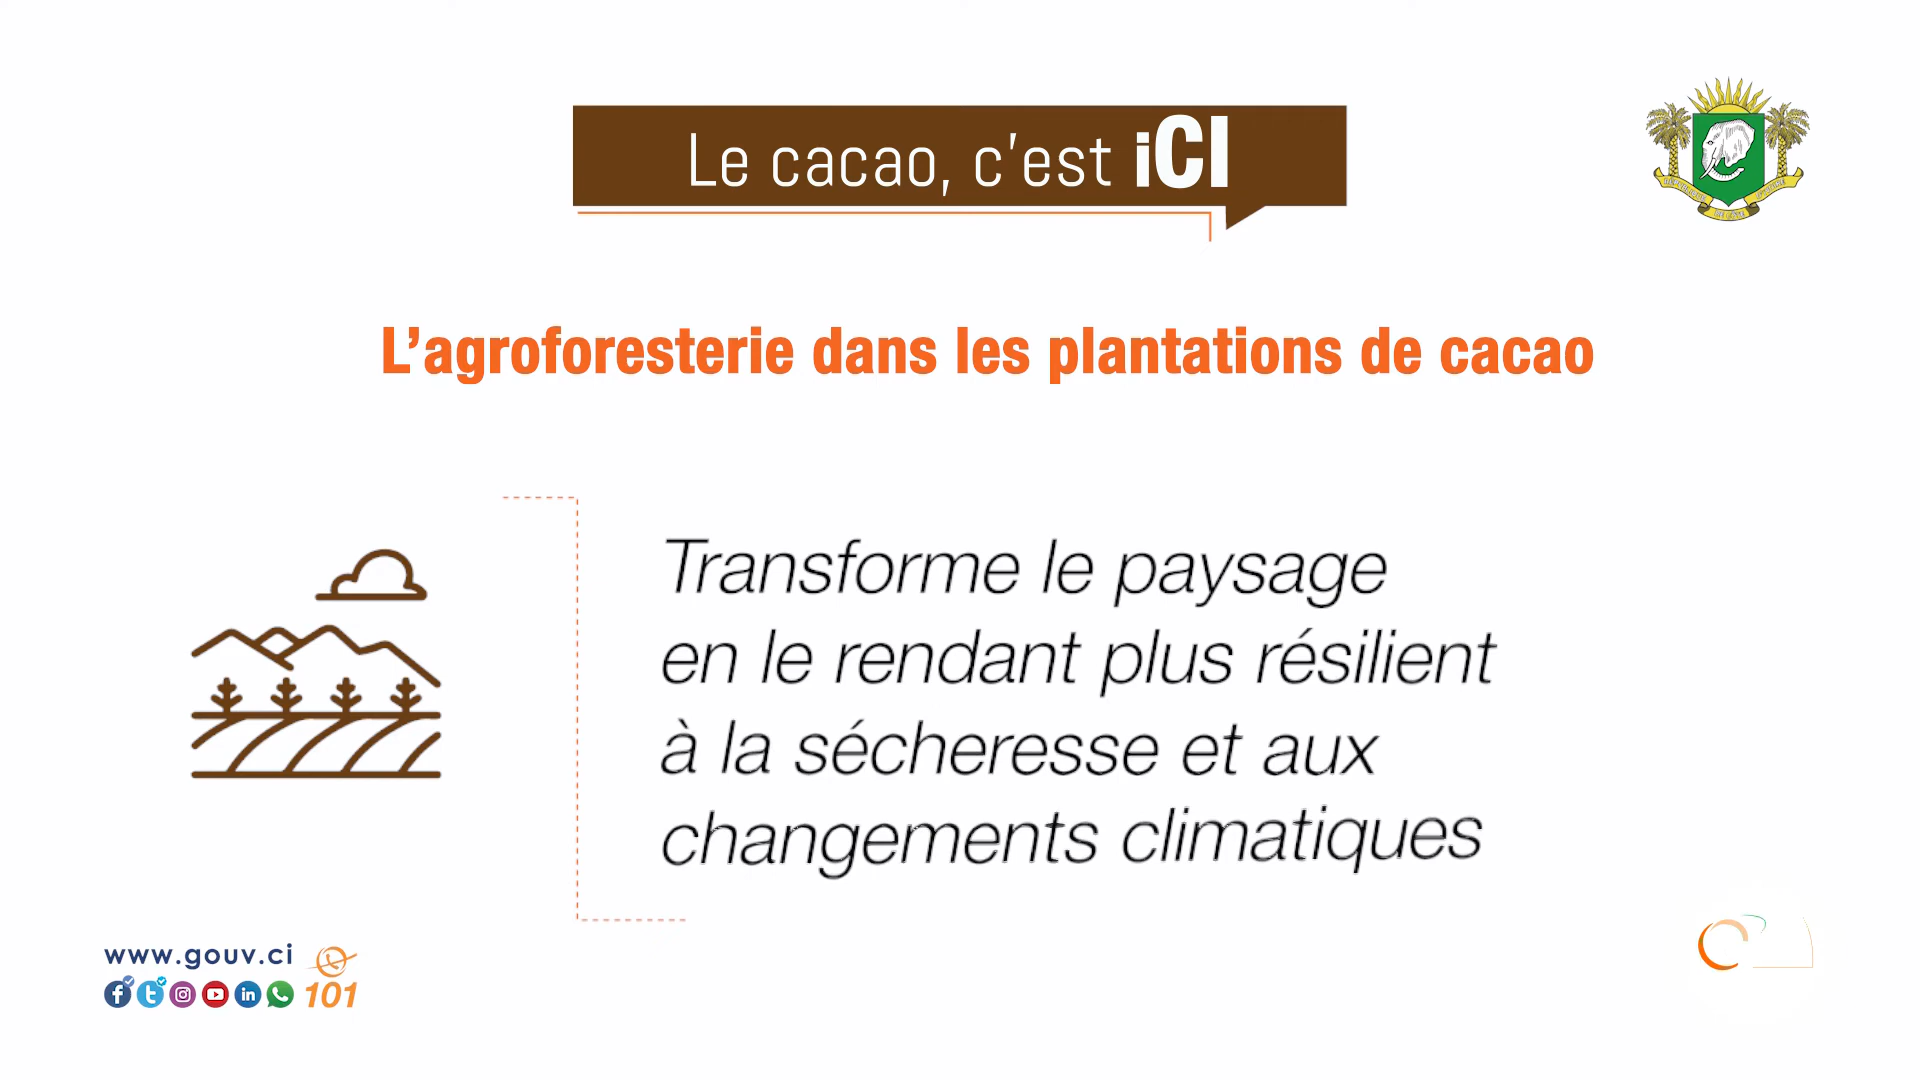 Le cacao, c'est iCI
L'agroforesterie dans les plantations de cacao
Transforme le paysage
en le rendant plus résilient
à la sécheresse et aux
changements climatiques
www.gouv.ci
101